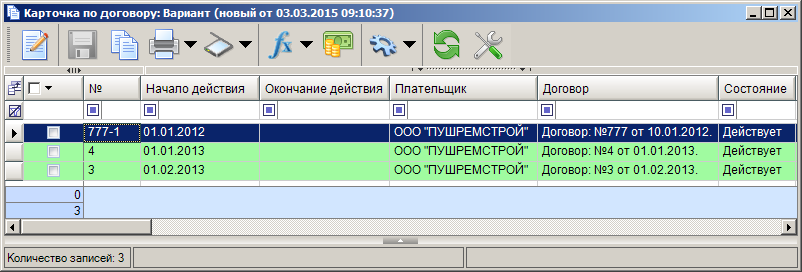 Карточка по договору: Вариант (новый от 03.03.2015 09:10:37)
№ Начало действия Окончание действия Плательщик Договор Состояние
777-1 01.01.2012 ООО "ПУШРЕМСТРОЙ" Договор: №777 от 10.01.2012. Действует
4 01.01.2013 ООО "ПУШРЕМСТРОЙ" Договор: №4 от 01.01.2013. Действует
3 01.02.2013 ООО "ПУШРЕМСТРОЙ" Договор: №3 от 01.02.2013. Действует
0
3
Количество записей: 3